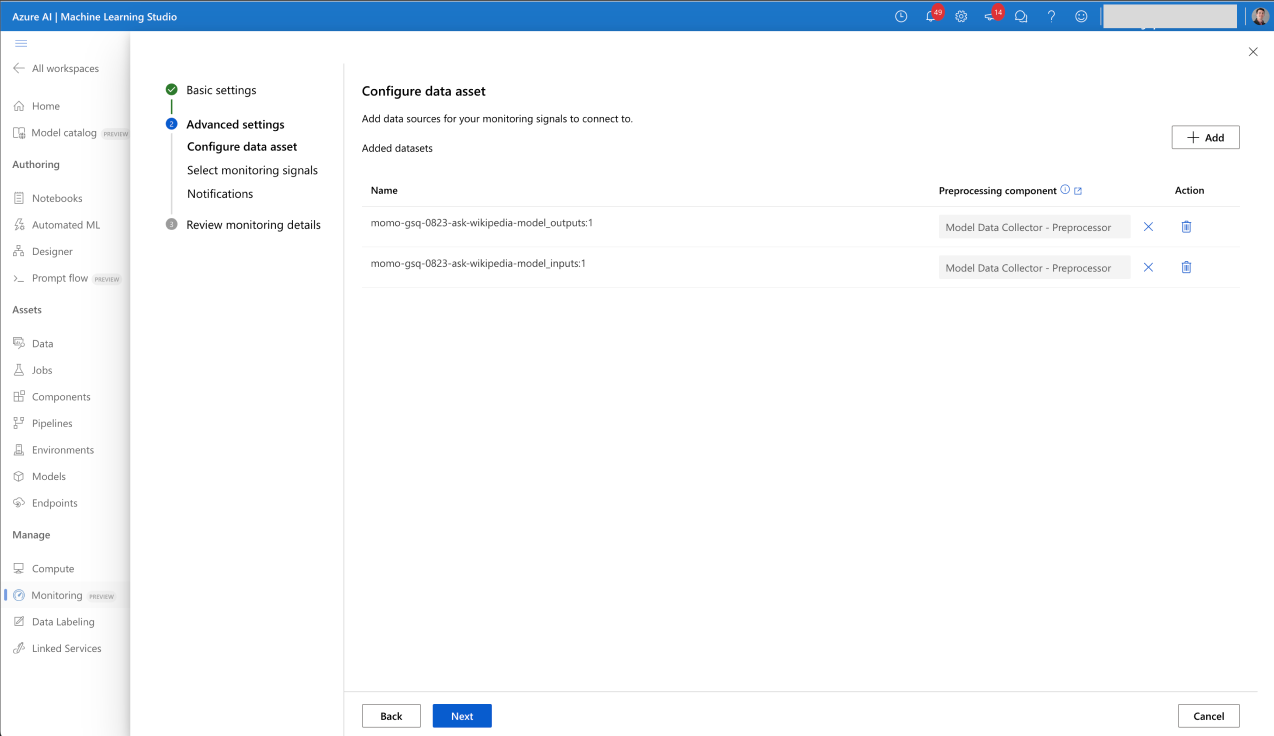 Azure AI | Machine Learning Studio
49
14
All workspaces
Home
Model catalog PREVIEW
Authoring
Notebooks
Automated ML
Designer
Prompt flow PREVIEW
Assets
Data
Jobs
Components
Pipelines
Environments
Models
Endpoints
Manage
Compute
Monitoring PREVIEW
Data Labeling
Linked Services
Basic settings
2 Advanced settings
Configure data asset
Select monitoring signals
Notifications
3 Review monitoring details
Configure data asset
Add data sources for your monitoring signals to connect to.
Added datasets
Add
Name Preprocessing component Action
momo-gsq-0823-ask-wikipedia-model_outputs:1 Model Data Collector - Preprocessor
momo-gsq-0823-ask-wikipedia-model_inputs:1 Model Data Collector - Preprocessor
Back Next Cancel